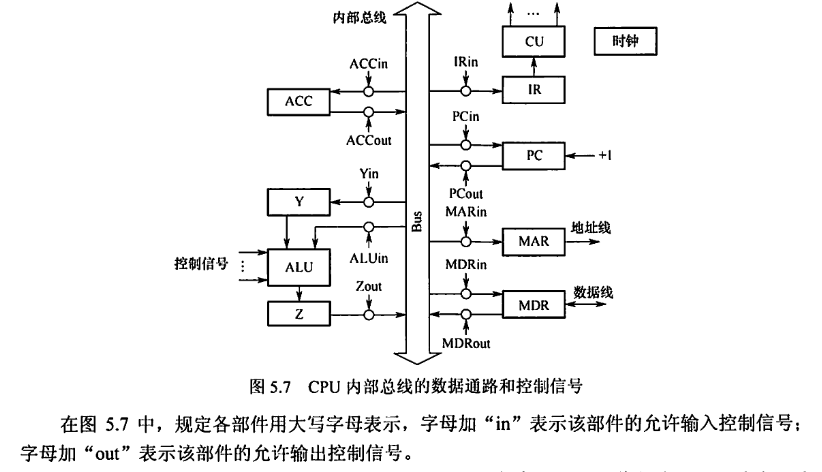 内部总线
...
CU
时钟
ACCin
IRin
ACC
IR
ACCout
PCin
PC
+1
Yin
PCout
Y
MARin
Bus
MAR
地址线
控制信号
ALU
ALUin
MDRin
Zout
数据线
Z
MDR
MDRout
图 5.7 CPU 内部总线的数据通路和控制信号
在图 5.7 中，规定各部件用大写字母表示，字母加“in”表示该部件的允许输入控制信号；
字母加“out”表示该部件的允许输出控制信号。